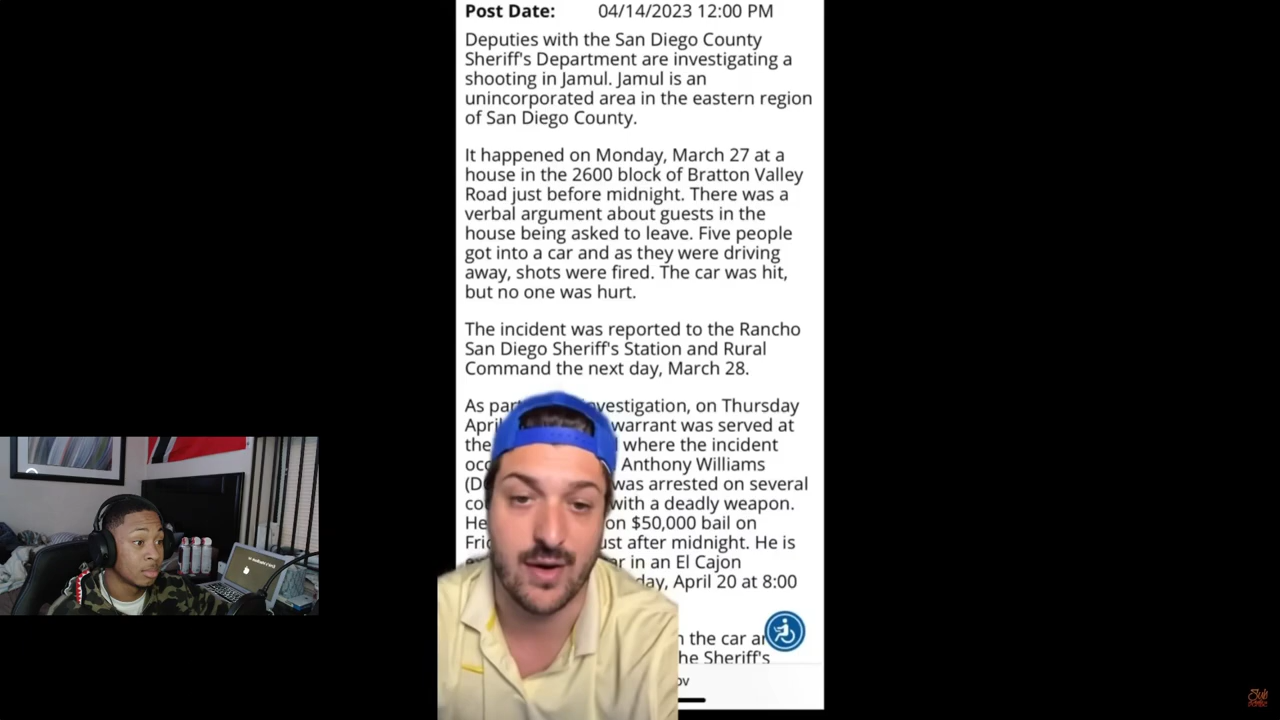 Post Date: 04/14/2023 12:00 PM
Deputies with the San Diego County
Sheriff's Department are investigating a
shooting in Jamul. Jamul is an
unincorporated area in the eastern region
of San Diego County.
It happened on Monday, March 27 at a
house in the 2600 block of Bratton Valley
Road just before midnight. There was a
verbal argument about guests in the
house being asked to leave. Five people
got into a car and as they were driving
away, shots were fired. The car was hit,
but no one was hurt.
The incident was reported to the Rancho
San Diego Sheriff's Station and Rural
Command the next day, March 28.
As on Thursday
warrant was served at
the where the incident
Anthony Williams
was arrested on several
with a deadly weapon.
He on $50,000 bail on
after midnight. He is
in an El Cajon
April 20 at 8:00
the car
Sheriff's